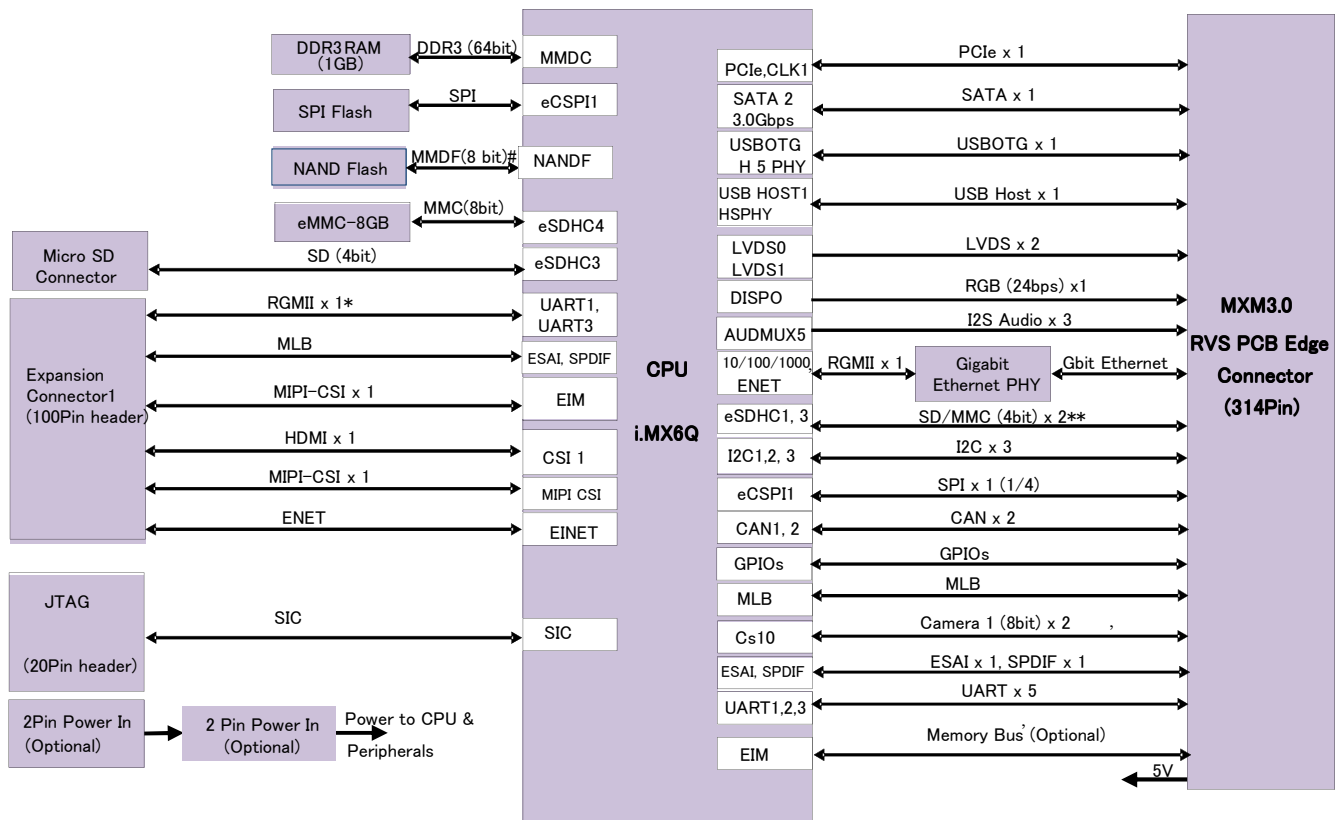 DDR3 RAM
(1GB)
DDR3 (64bit)
MMDC
SPI Flash
SPI
eCSPI1
NAND Flash
MMDF(8 bit)#
NANDF
eMMC-8GB
MMC(8bit)
eSDHC4
Micro SD
Connector
SD (4bit)
eSDHC3
Expansion
Connector1
(100Pin header)
RGMII x 1*
UART1,
UART3
MLB
ESAI, SPDIF
MIPI-CSI x 1
EIM
HDMI x 1
CSI 1
MIPI-CSI x 1
MIPI CSI
ENET
EINET
JTAG
(20Pin header)
SIC
SIC
2Pin Power In
(Optional)
2 Pin Power In
(Optional)
Power to CPU &
Peripherals
CPU
i.MX6Q
PCIe,CLK1
PCIe x 1
SATA 2
3.0Gbps
SATA x 1
USBOTG
H 5 PHY
USBOTG x 1
USB HOST1
HSPHY
USB Host x 1
LVDS0
LVDS1
LVDS x 2
DISPO
RGB (24bps) x1
AUDMUX5
I2S Audio x 3
10/100/1000,
ENET
RGMII x 1
Gigabit
Ethernet PHY
Gbit Ethernet
eSDHC1, 3
SD/MMC (4bit) x 2**
I2C1,2, 3
I2C x 3
eCSPI1
SPI x 1 (1/4)
CAN1, 2
CAN x 2
GPIOs
GPIOs
MLB
MLB
Cs10
Camera 1 (8bit) x 2 ,
ESAI, SPDIF
ESAI x 1, SPDIF x 1
UART1,2,3
UART x 5
EIM
Memory Bus' (Optional)
5V
MXM3.0
RVS PCB Edge
Connector
(314Pin)